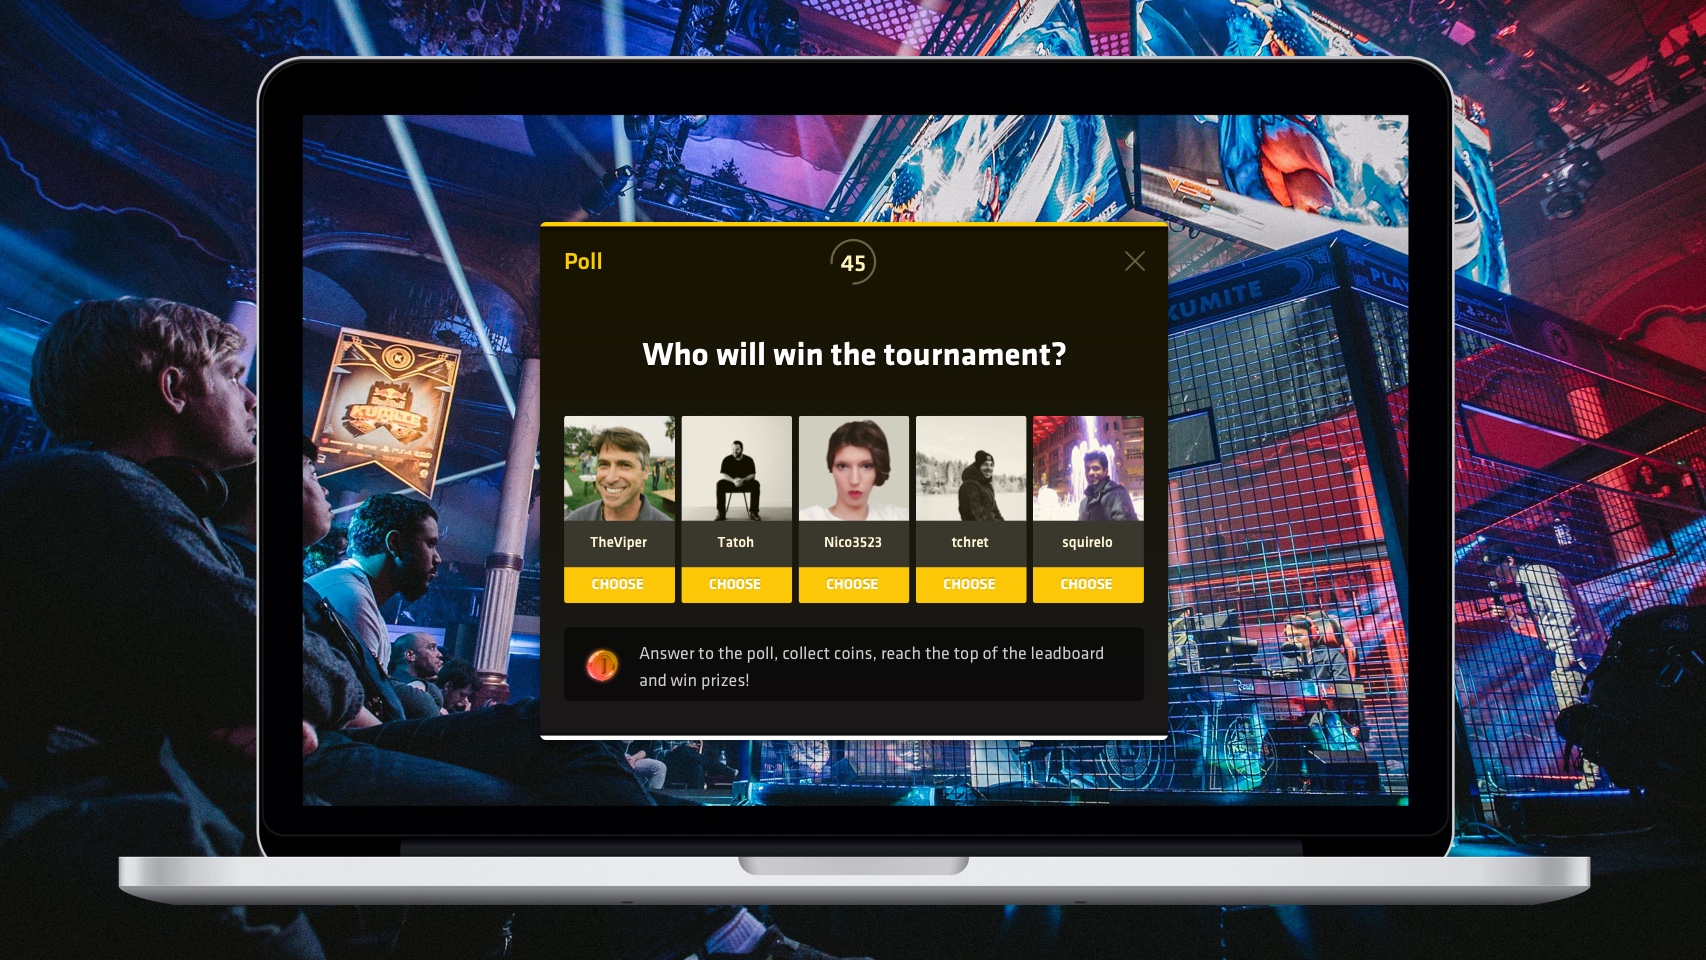 Poll
45
Who will win the tournament?
TheViper
Tatoh
Nico3523
tchret
squirelo
CHOOSE
CHOOSE
CHOOSE
CHOOSE
CHOOSE
Answer to the poll, collect coins, reach the top of the leadboard
and win prizes!
KUMITE
PLAY
KUMITE